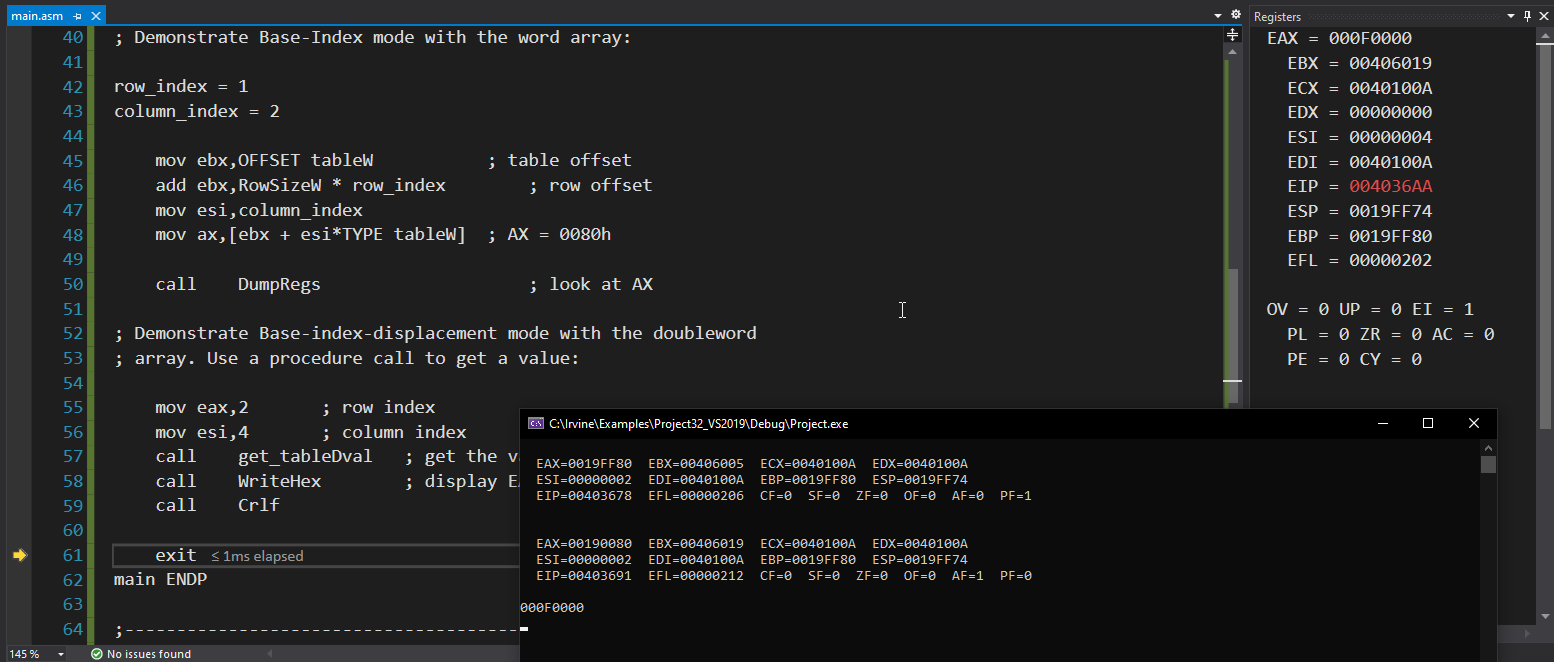 main.asm
40 ; Demonstrate Base-Index mode with the word array:
41
42 row_index = 1
43 column_index = 2
44
45 mov ebx,OFFSET tableW ; table offset
46 add ebx,RowSizeW * row_index ; row offset
47 mov esi,column_index
48 mov ax,[ebx + esi*TYPE tableW] ; AX = 0080h
49
50 call DumpRegs ; look at AX
51
52 ; Demonstrate Base-index-displacement mode with the doubleword
53 ; array. Use a procedure call to get a value:
54
55 mov eax,2 ; row index
56 mov esi,4 ; column index
57 call get_tableDval ; get the v
58 call WriteHex ; display E
59 call Crlf
60
61 exit ≤ 1ms elapsed
62 main ENDP
63
64 ;---------------------------------------
145 %
No issues found
Registers
EAX = 000F0000
EBX = 00406019
ECX = 0040100A
EDX = 00000000
ESI = 00000004
EDI = 0040100A
EIP = 004036AA
ESP = 0019FF74
EBP = 0019FF80
EFL = 00000202
OV = 0 UP = 0 EI = 1
PL = 0 ZR = 0 AC = 0
PE = 0 CY = 0
C:\Irvine\Examples\Project32_VS2019\Debug\Project.exe
EAX=0019FF80 EBX=00406005 ECX=0040100A EDX=0040100A
ESI=00000002 EDI=0040100A EBP=0019FF80 ESP=0019FF74
EIP=00403678 EFL=00000206 CF=0 SF=0 ZF=0 OF=0 AF=0 PF=1
EAX=00190080 EBX=00406019 ECX=0040100A EDX=0040100A
ESI=00000002 EDI=0040100A EBP=0019FF80 ESP=0019FF74
EIP=00403691 EFL=00000212 CF=0 SF=0 ZF=0 OF=0 AF=1 PF=0
000F0000